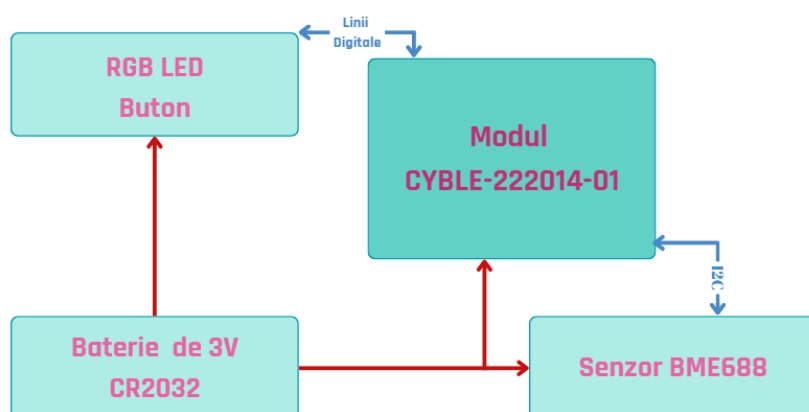 Linii
Digitale
RGB LED
Buton
Modul
CYBLE-222014-01
I2C
Baterie de 3V
CR2032
Senzor BME688